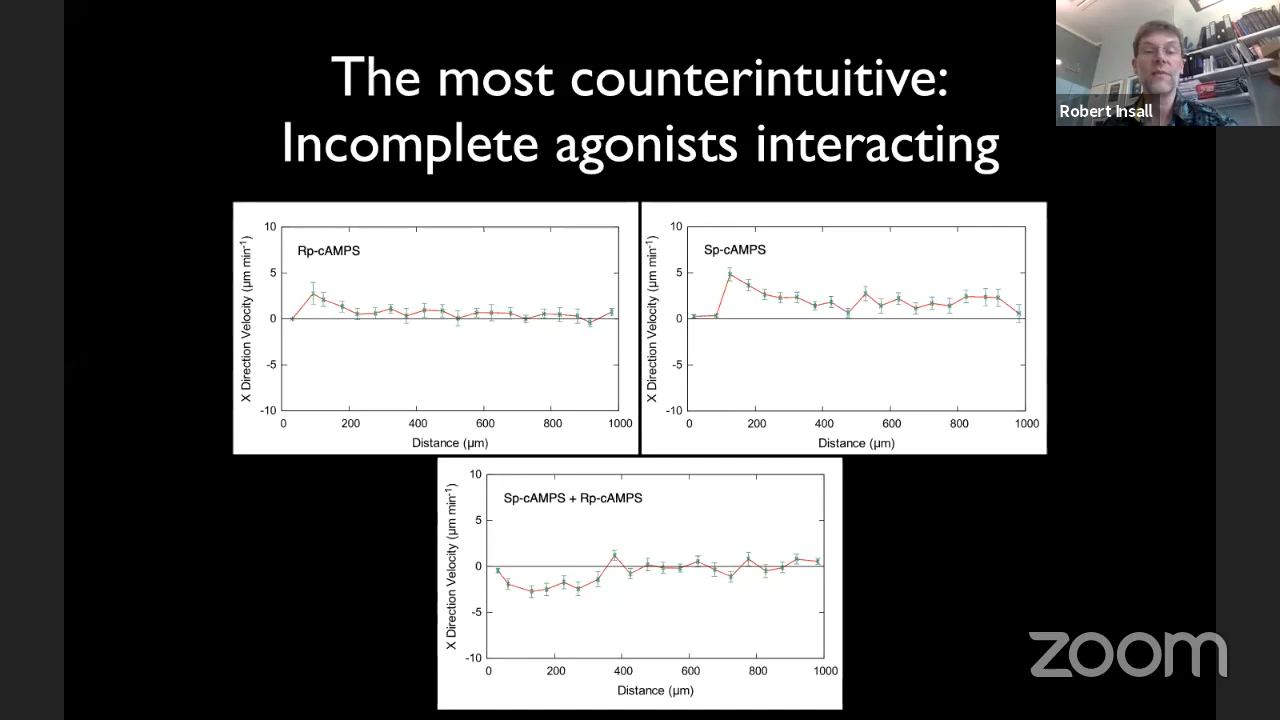 The most counterintuitive:
Incomplete agonists interacting
Robert Insall
Rp-cAMPS
10
5
0
-5
-10
X Direction Velocity (µm min⁻¹)
0 200 400 600 800 1000
Distance (µm)
Sp-cAMPS
10
5
0
-5
-10
X Direction Velocity (µm min⁻¹)
0 200 400 600 800 1000
Distance (µm)
Sp-cAMPS + Rp-cAMPS
10
5
0
-5
-10
X Direction Velocity (µm min⁻¹)
0 200 400 600 800 1000
Distance (µm)
zoom